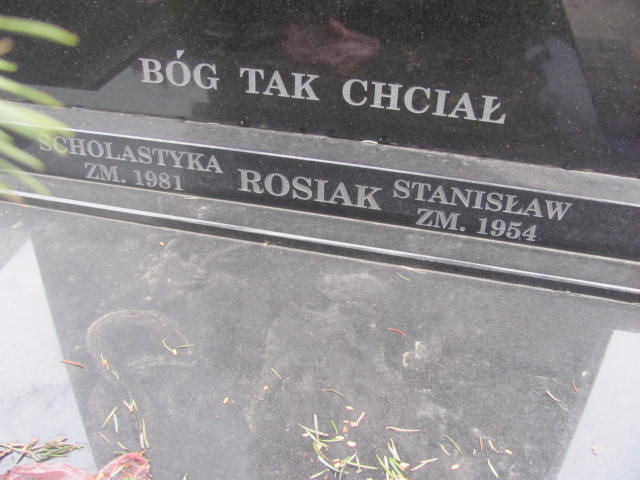 BÓG TAK CHCIAŁ
SCHOLASTYKA
ZM. 1981
ROSIAK
STANISŁAW
ZM. 1954